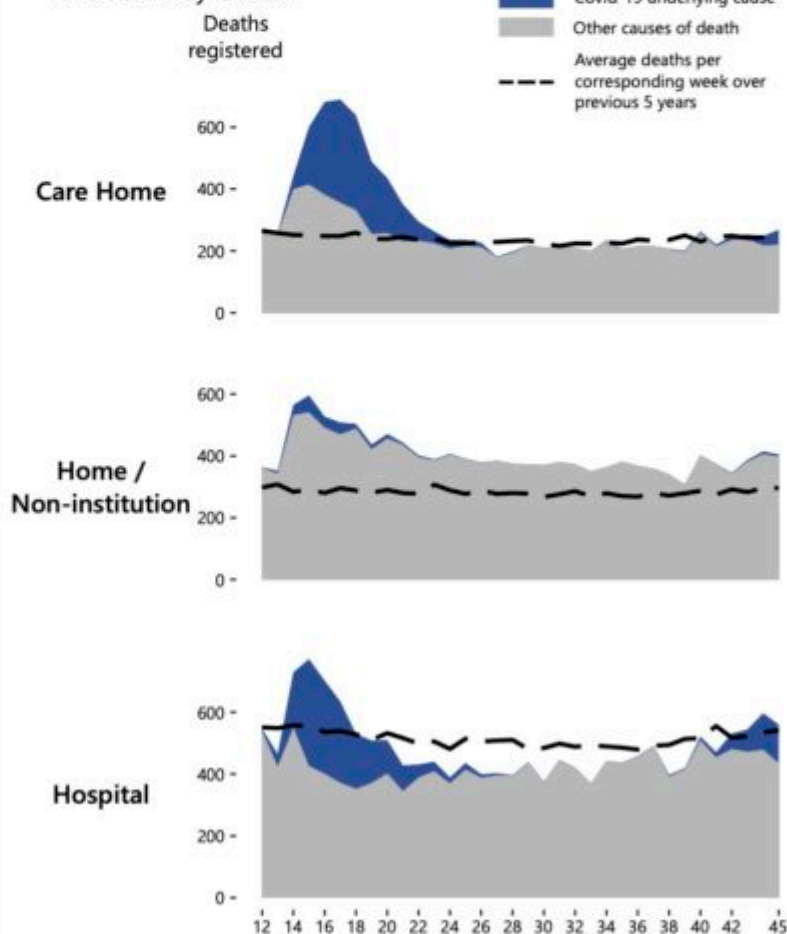 Deaths
registered
underlying cause
Other causes of death
Average deaths per
corresponding week over
previous 5 years
600
400
200
0
Care Home
600
400
200
0
Home /
Non-institution
600
400
200
0
Hospital
12 14 16 18 20 22 24 26 28 30 32 34 36 38 40 42 45